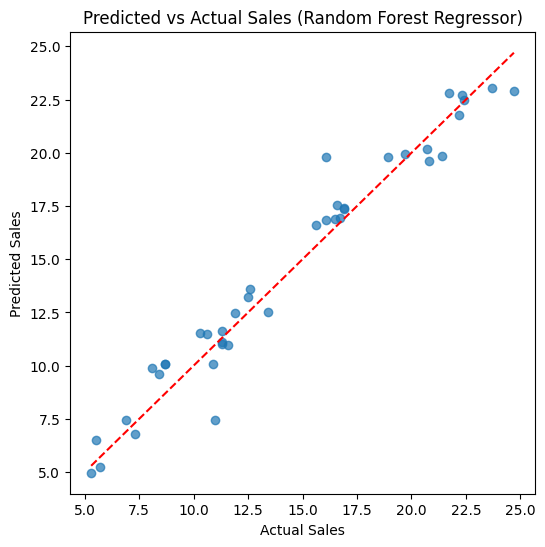 Predicted vs Actual Sales (Random Forest Regressor)
25.0
22.5
20.0
17.5
15.0
12.5
10.0
7.5
5.0
Predicted Sales
5.0 7.5 10.0 12.5 15.0 17.5 20.0 22.5 25.0
Actual Sales